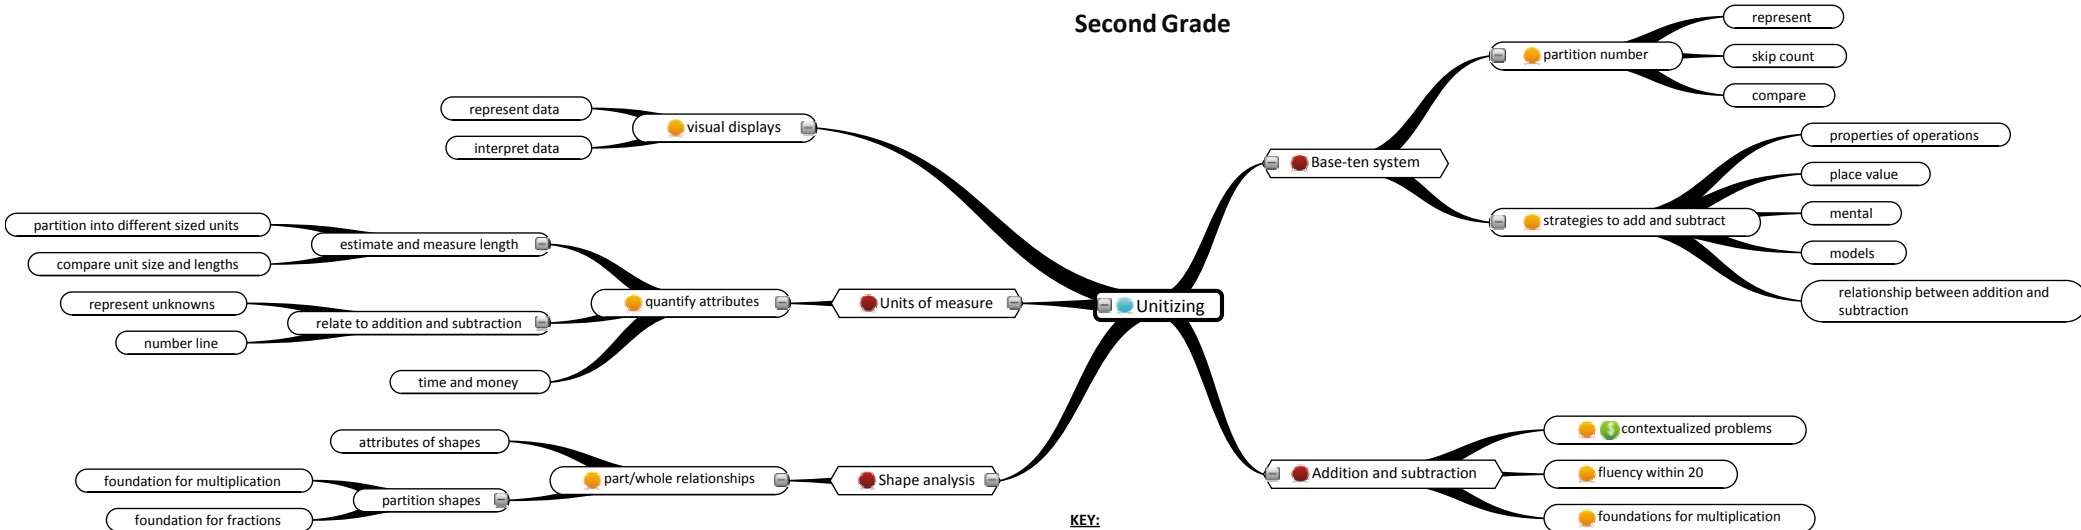 Second Grade
represent
partition number
skip count
compare
represent data
visual displays
interpret data
properties of operations
Base-ten system
place value
mental
strategies to add and subtract
models
relationship between addition and
subtraction
partition into different sized units
estimate and measure length
compare unit size and lengths
represent unknowns
quantify attributes
Units of measure
Unitizing
relate to addition and subtraction
number line
time and money
attributes of shapes
foundation for multiplication
part/whole relationships
Shape analysis
partition shapes
foundation for fractions
$ contextualized problems
Addition and subtraction
fluency within 20
foundations for multiplication
KEY: